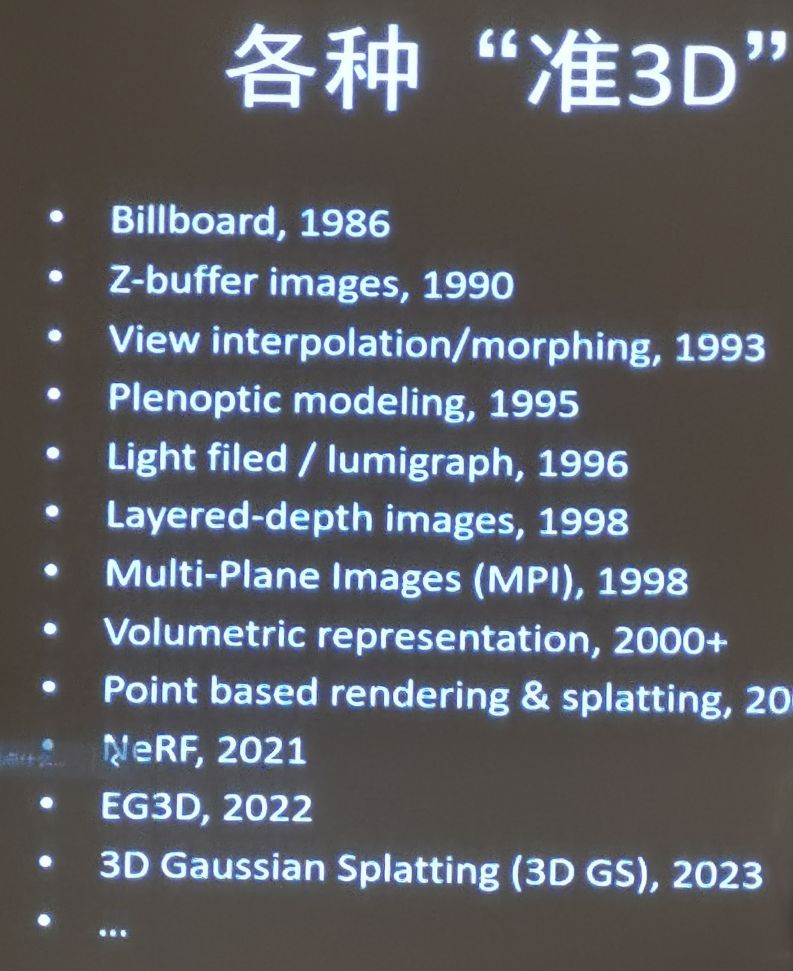 各种“准3D”
• Billboard, 1986
• Z-buffer images, 1990
• View interpolation/morphing, 1993
• Plenoptic modeling, 1995
• Light filed / lumigraph, 1996
• Layered-depth images, 1998
• Multi-Plane Images (MPI), 1998
• Volumetric representation, 2000+
• Point based rendering & splatting, 20
• NeRF, 2021
• EG3D, 2022
• 3D Gaussian Splatting (3D GS), 2023
• ...